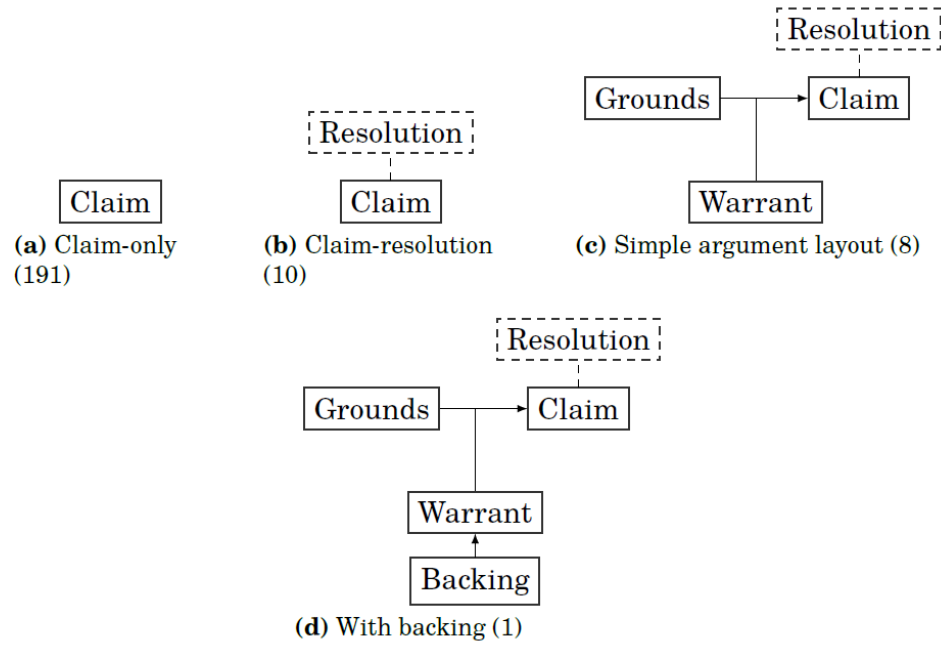 Claim
(a) Claim-only
(191)
Resolution
Claim
(b) Claim-resolution
(10)
Resolution
Grounds
Claim
Warrant
(c) Simple argument layout (8)
Resolution
Grounds
Claim
Warrant
Backing
(d) With backing (1)